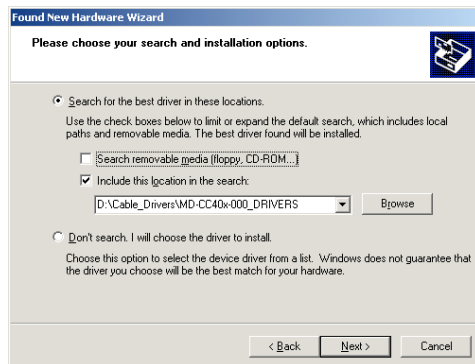 Found New Hardware Wizard
Please choose your search and installation options.
Search for the best driver in these locations.
Use the check boxes below to limit or expand the default search, which includes local
paths and removable media. The best driver found will be installed.
Search removable media (floppy, CD-ROM...)
Include this location in the search:
D:\Cable_Drivers\MD-CC40x-000_DRIVERS
Browse
Don't search. I will choose the driver to install.
Choose this option to select the device driver from a list. Windows does not guarantee that
the driver you choose will be the best match for your hardware.
< Back Next > Cancel